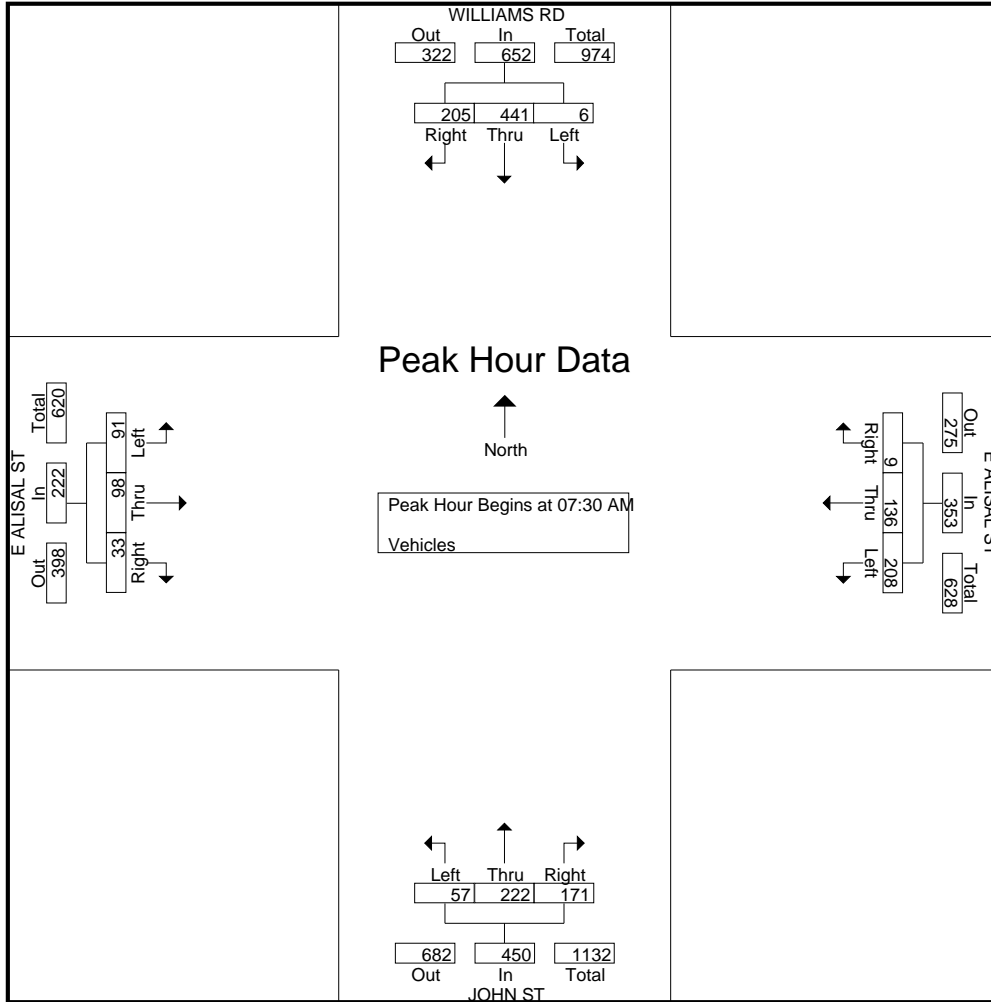 WILLIAMS RD
Out In Total
322 652 974
205 441 6
Right Thru Left
Peak Hour Data
North
Peak Hour Begins at 07:30 AM
Vehicles
E ALISAL ST
Total In Out
620 222 398
91 98 33
Left Thru Right
E ALISAL ST
Out In Total
275 353 628
9 136 208
Right Thru Left
Left Thru Right
57 222 171
682 450 1132
Out In Total
JOHN ST